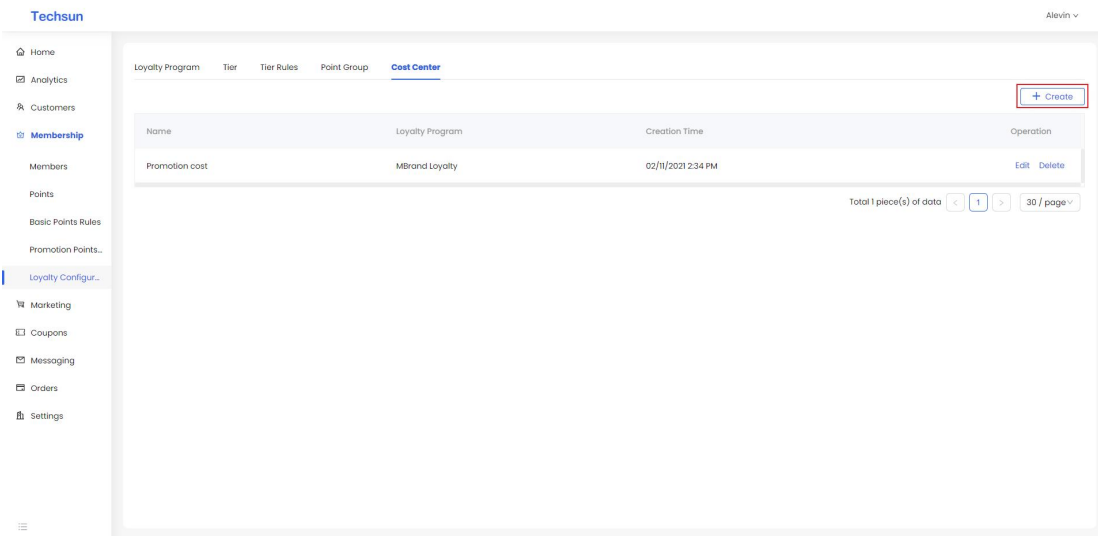 Techsun
Alevin
Home
Analytics
Customers
Membership
Members
Points
Basic Points Rules
Promotion Points...
Loyalty Configur...
Marketing
Coupons
Messaging
Orders
Settings
Loyalty Program Tier Tier Rules Point Group Cost Center
+ Create
Name Loyalty Program Creation Time Operation
Promotion cost MBrand Loyalty 02/11/2021 2:34 PM Edit Delete
Total 1 piece(s) of data < 1 > 30 / page